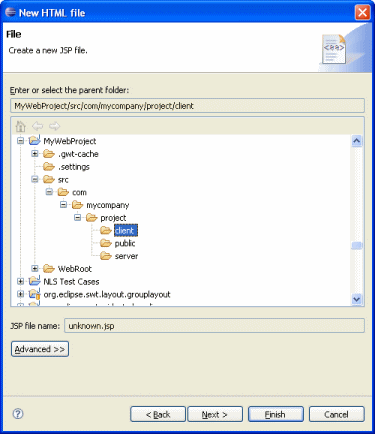 New HTML file
File
Create a new JSP file.
Enter or select the parent folder:
MyWebProject/src/com/mycompany/project/client
MyWebProject
.gwt-cache
.settings
src
com
mycompany
project
client
public
server
WebRoot
NLS Test Cases
org.eclipse.swt.layout.grouplayout
JSP file name: unknown.jsp
Advanced >>
? < Back Next > Finish Cancel